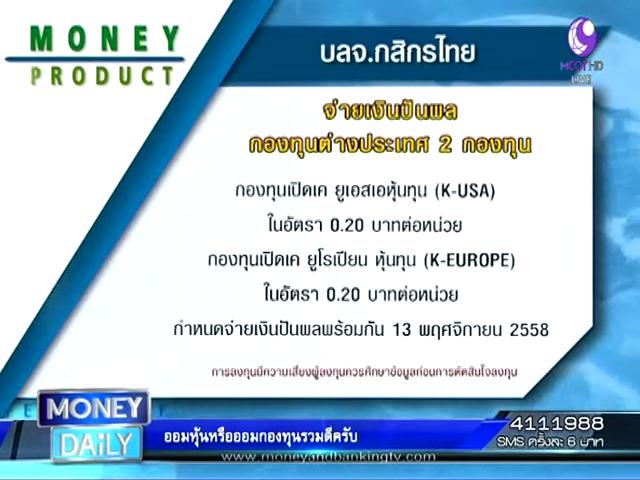 MONEY
PRODUCT
บลจ.กสิกรไทย
MCOT HD
LIVE
จ่ายเงินปันผล
กองทุนต่างประเทศ 2 กองทุน
กองทุนเปิดเค ยูเอสเอหุ้นทุน (K-USA)
ในอัตรา 0.20 บาทต่อหน่วย
กองทุนเปิดเค ยูโรเปียน หุ้นทุน (K-EUROPE)
ในอัตรา 0.20 บาทต่อหน่วย
กำหนดจ่ายเงินปันผลพร้อมกัน 13 พฤศจิกายน 2558
การลงทุนมีความเสี่ยงผู้ลงทุนควรศึกษาข้อมูลก่อนการตัดสินใจลงทุน
MONEY
DAiLY
ออมหุ้นหรือออมกองทุนรวมดีครับ
4111988
SMS ครั้งละ 6 บาท
www.moneyandbankingtv.com